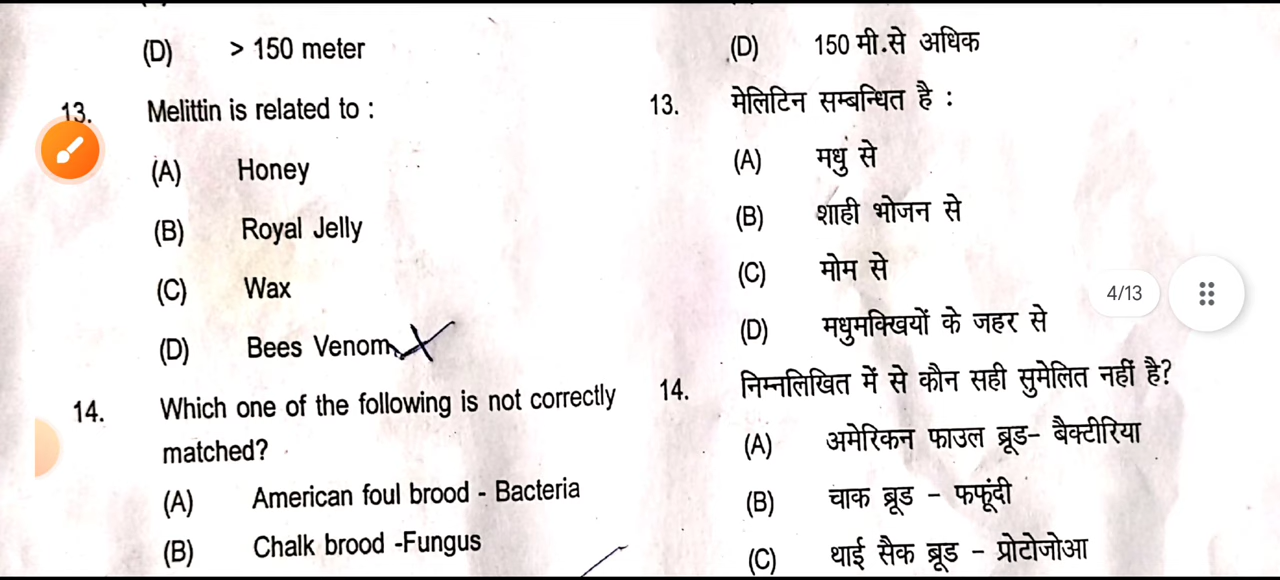 (D) > 150 meter
13. Melittin is related to :
(A) Honey
(B) Royal Jelly
(C) Wax
(D) Bees Venom
14. Which one of the following is not correctly
matched?
(A) American foul brood - Bacteria
(B) Chalk brood -Fungus
(D) 150 मी.से अधिक
13. मेलिटिन सम्बन्धित है :
(A) मधु से
(B) शाही भोजन से
(C) मोम से
(D) मधुमक्खियों के जहर से
14. निम्नलिखित में से कौन सही सुमेलित नहीं है?
(A) अमेरिकन फाउल ब्रूड- बैक्टीरिया
(B) चाक ब्रूड - फफूंदी
(C) थाई सैक ब्रूड - प्रोटोजोआ
4/13